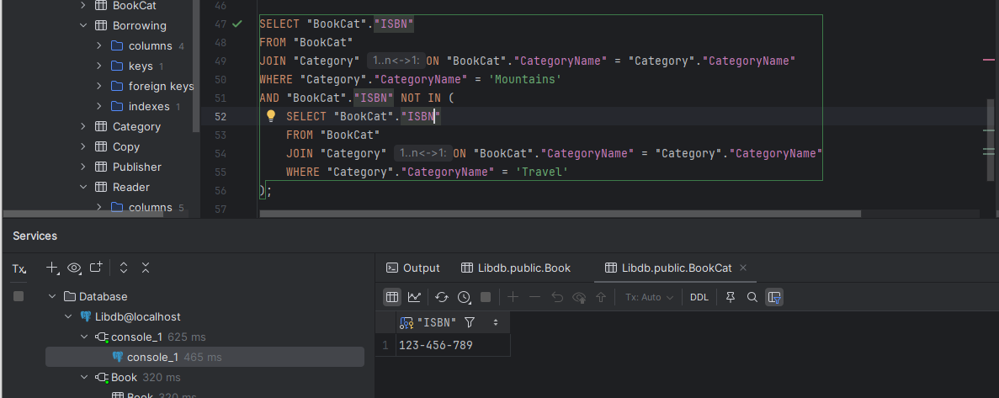 BookCat
Borrowing
columns 4
keys 1
foreign keys
indexes 1
Category
Copy
Publisher
Reader
columns 5
46
47 SELECT "BookCat"."ISBN"
48 FROM "BookCat"
49 JOIN "Category" 1..n<->1: ON "BookCat"."CategoryName" = "Category"."CategoryName"
50 WHERE "Category"."CategoryName" = 'Mountains'
51 AND "BookCat"."ISBN" NOT IN (
52 SELECT "BookCat"."ISBN"
53 FROM "BookCat"
54 JOIN "Category" 1..n<->1: ON "BookCat"."CategoryName" = "Category"."CategoryName"
55 WHERE "Category"."CategoryName" = 'Travel'
56 );
57
Services
Tx
Database
Libdb@localhost
console_1 625 ms
console_1 465 ms
Book 320 ms
Book 320 ms
Output Libdb.public.Book Libdb.public.BookCat
Tx: Auto DDL
"ISBN"
1 123-456-789